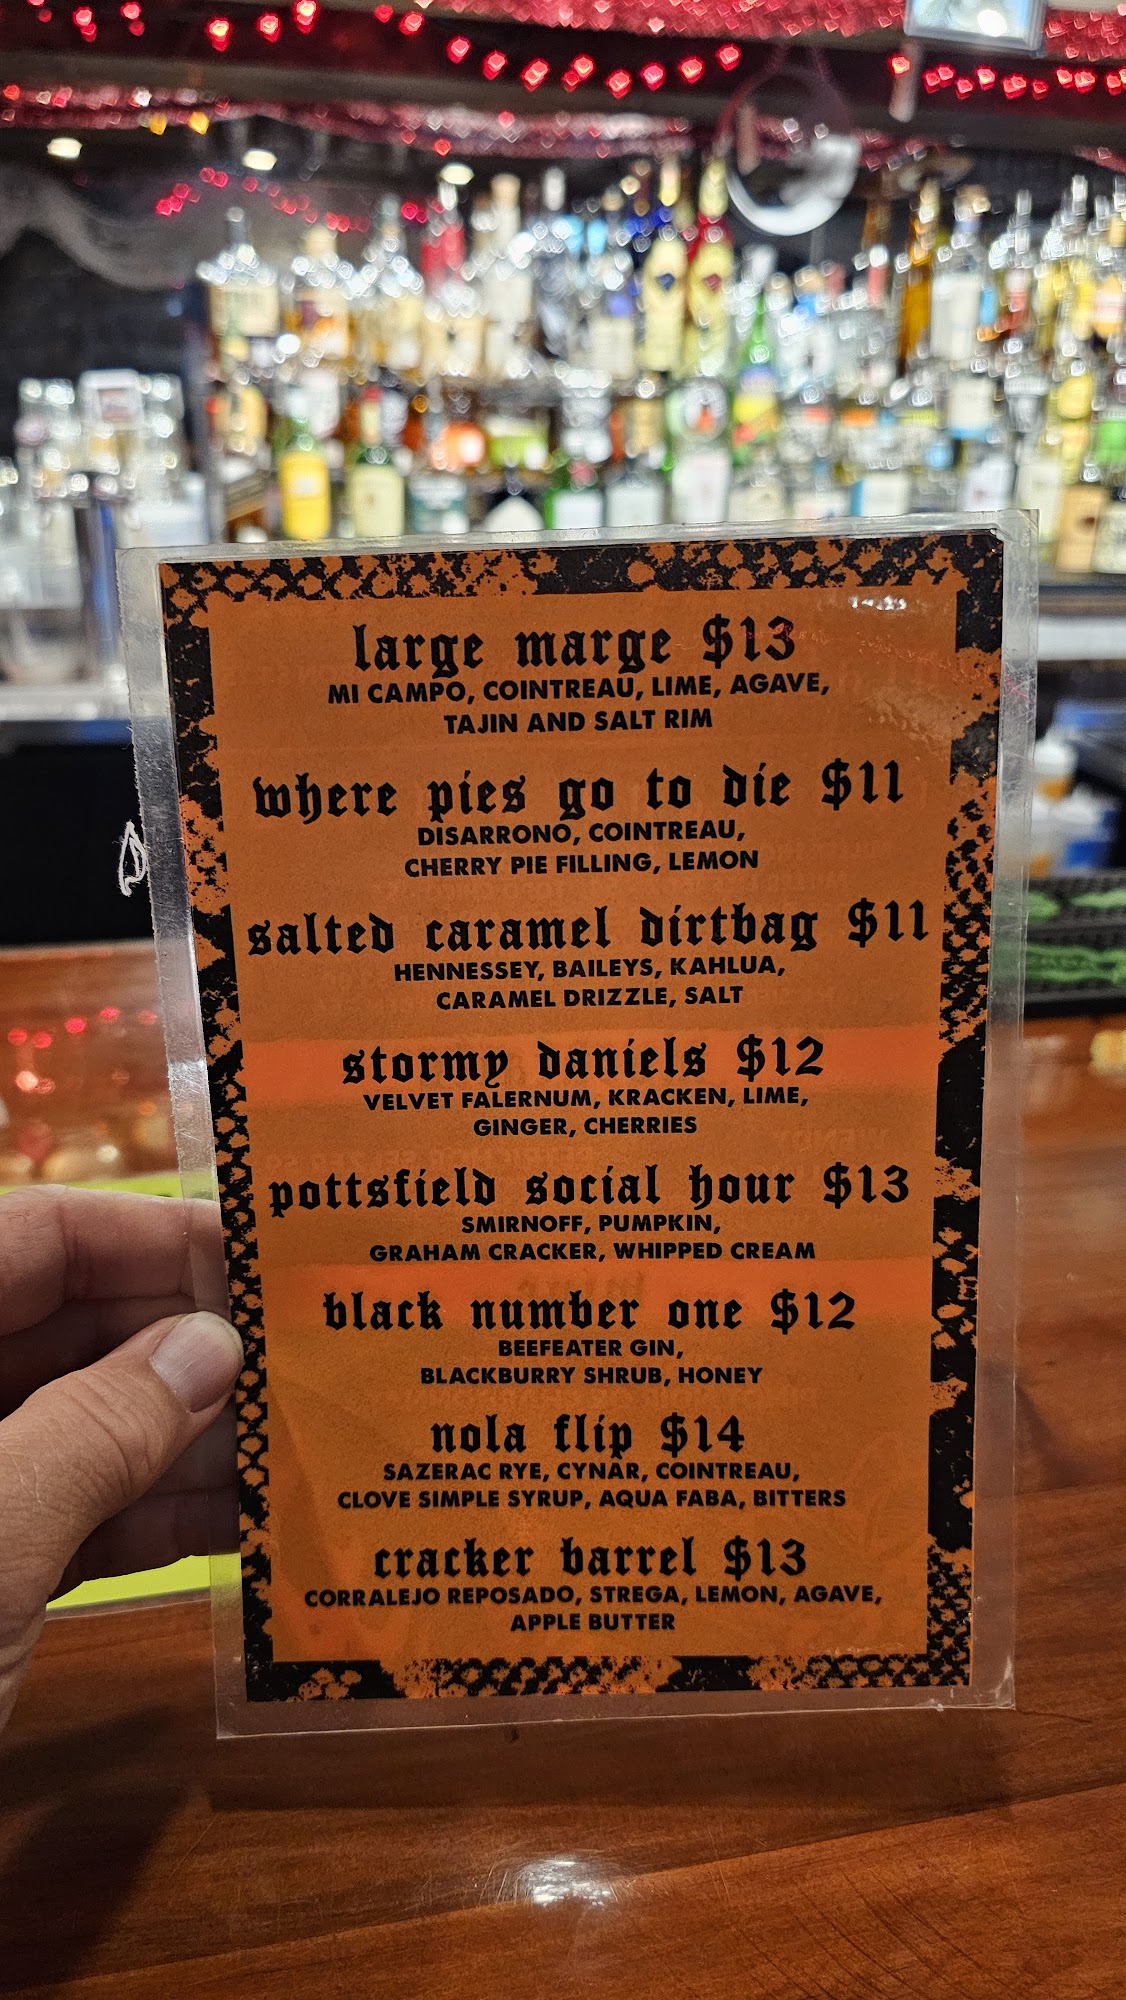 large marge $13
MI CAMPO, COINTREAU, LIME, AGAVE,
TAJIN AND SALT RIM
where pies go to die $11
DISARRONO, COINTREAU,
CHERRY PIE FILLING, LEMON
salted caramel dirtbag $11
HENNESSEY, BAILEYS, KAHLUA,
CARAMEL DRIZZLE, SALT
stormy daniels $12
VELVET FALERNUM, KRACKEN, LIME,
GINGER, CHERRIES
pottsfield social hour $13
SMIRNOFF, PUMPKIN,
GRAHAM CRACKER, WHIPPED CREAM
black number one $12
BEEFEATER GIN,
BLACKBURRY SHRUB, HONEY
nola flip $14
SAZERAC RYE, CYNAR, COINTREAU,
CLOVE SIMPLE SYRUP, AQUA FABA, BITTERS
cracker barrel $13
CORRALEJO REPOSADO, STREGA, LEMON, AGAVE,
APPLE BUTTER